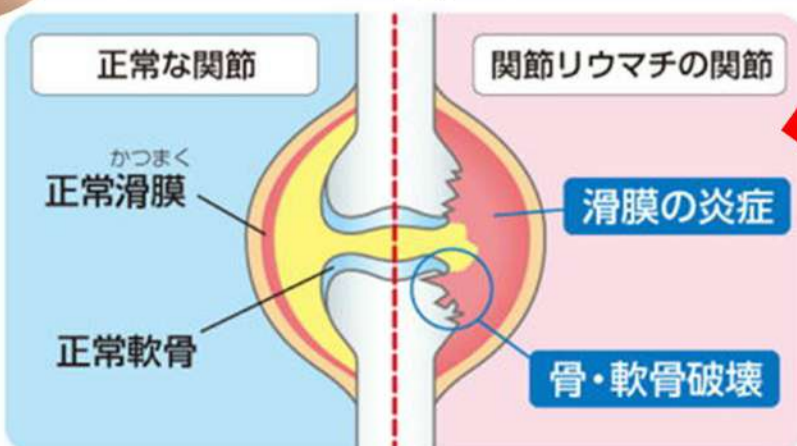 正常な関節
関節リウマチの関節
かつまく
正常滑膜
滑膜の炎症
正常軟骨
骨・軟骨破壊